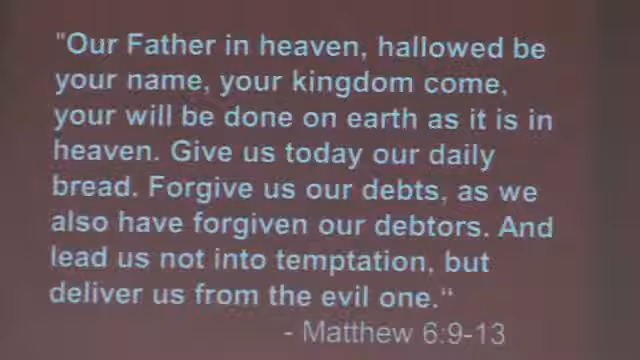 "Our Father in heaven, hallowed be
your name, your kingdom come,
your will be done on earth as it is in
heaven. Give us today our daily
bread. Forgive us our debts, as we
also have forgiven our debtors. And
lead us not into temptation, but
deliver us from the evil one.“
- Matthew 6:9-13